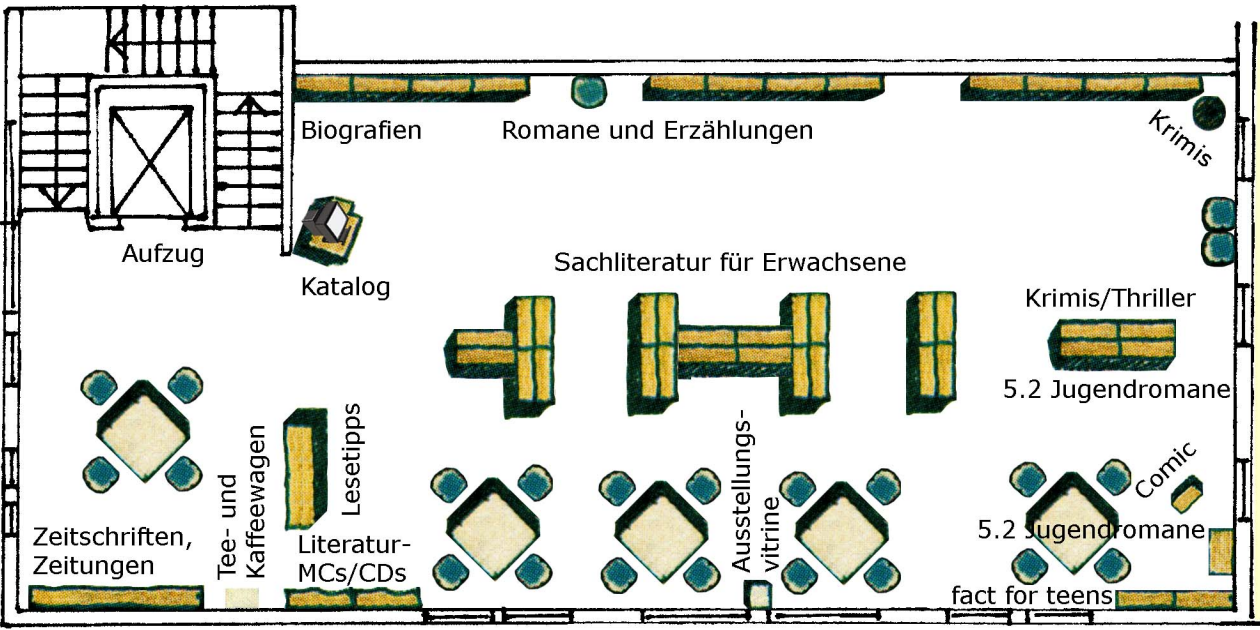 Biografien
Romane und Erzählungen
Krimis
Aufzug
Katalog
Sachliteratur für Erwachsene
Krimis/Thriller
5.2 Jugendromane
Zeitschriften,
Zeitungen
Tee- und
Kaffeewagen
Lesetipps
Literatur-
MCs/CDs
Ausstellungs-
vitrine
Comic
5.2 Jugendromane
fact for teens